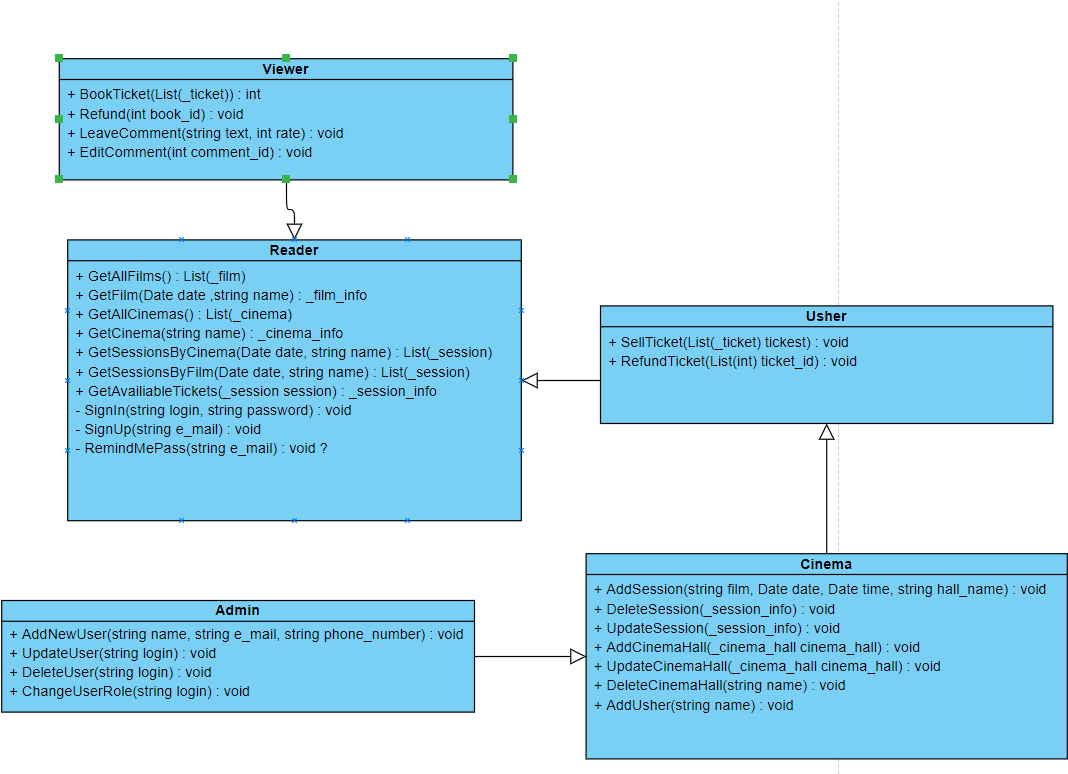 Viewer
+ BookTicket(List(_ticket)) : int
+ Refund(int book_id) : void
+ LeaveComment(string text, int rate) : void
+ EditComment(int comment_id) : void
Reader
+ GetAllFilms() : List(_film)
+ GetFilm(Date date ,string name) : _film_info
+ GetAllCinemas() : List(_cinema)
+ GetCinema(string name) : _cinema_info
+ GetSessionsByCinema(Date date, string name) : List(_session)
+ GetSessionsByFilm(Date date, string name) : List(_session)
+ GetAvailiableTickets(_session session) : _session_info
- SignIn(string login, string password) : void
- SignUp(string e_mail) : void
- RemindMePass(string e_mail) : void ?
Usher
+ SellTicket(List(_ticket) tickest) : void
+ RefundTicket(List(int) ticket_id) : void
Cinema
+ AddSession(string film, Date date, Date time, string hall_name) : void
+ DeleteSession(_session_info) : void
+ UpdateSession(_session_info) : void
+ AddCinemaHall(_cinema_hall cinema_hall) : void
+ UpdateCinemaHall(_cinema_hall cinema_hall) : void
+ DeleteCinemaHall(string name) : void
+ AddUsher(string name) : void
Admin
+ AddNewUser(string name, string e_mail, string phone_number) : void
+ UpdateUser(string login) : void
+ DeleteUser(string login) : void
+ ChangeUserRole(string login) : void